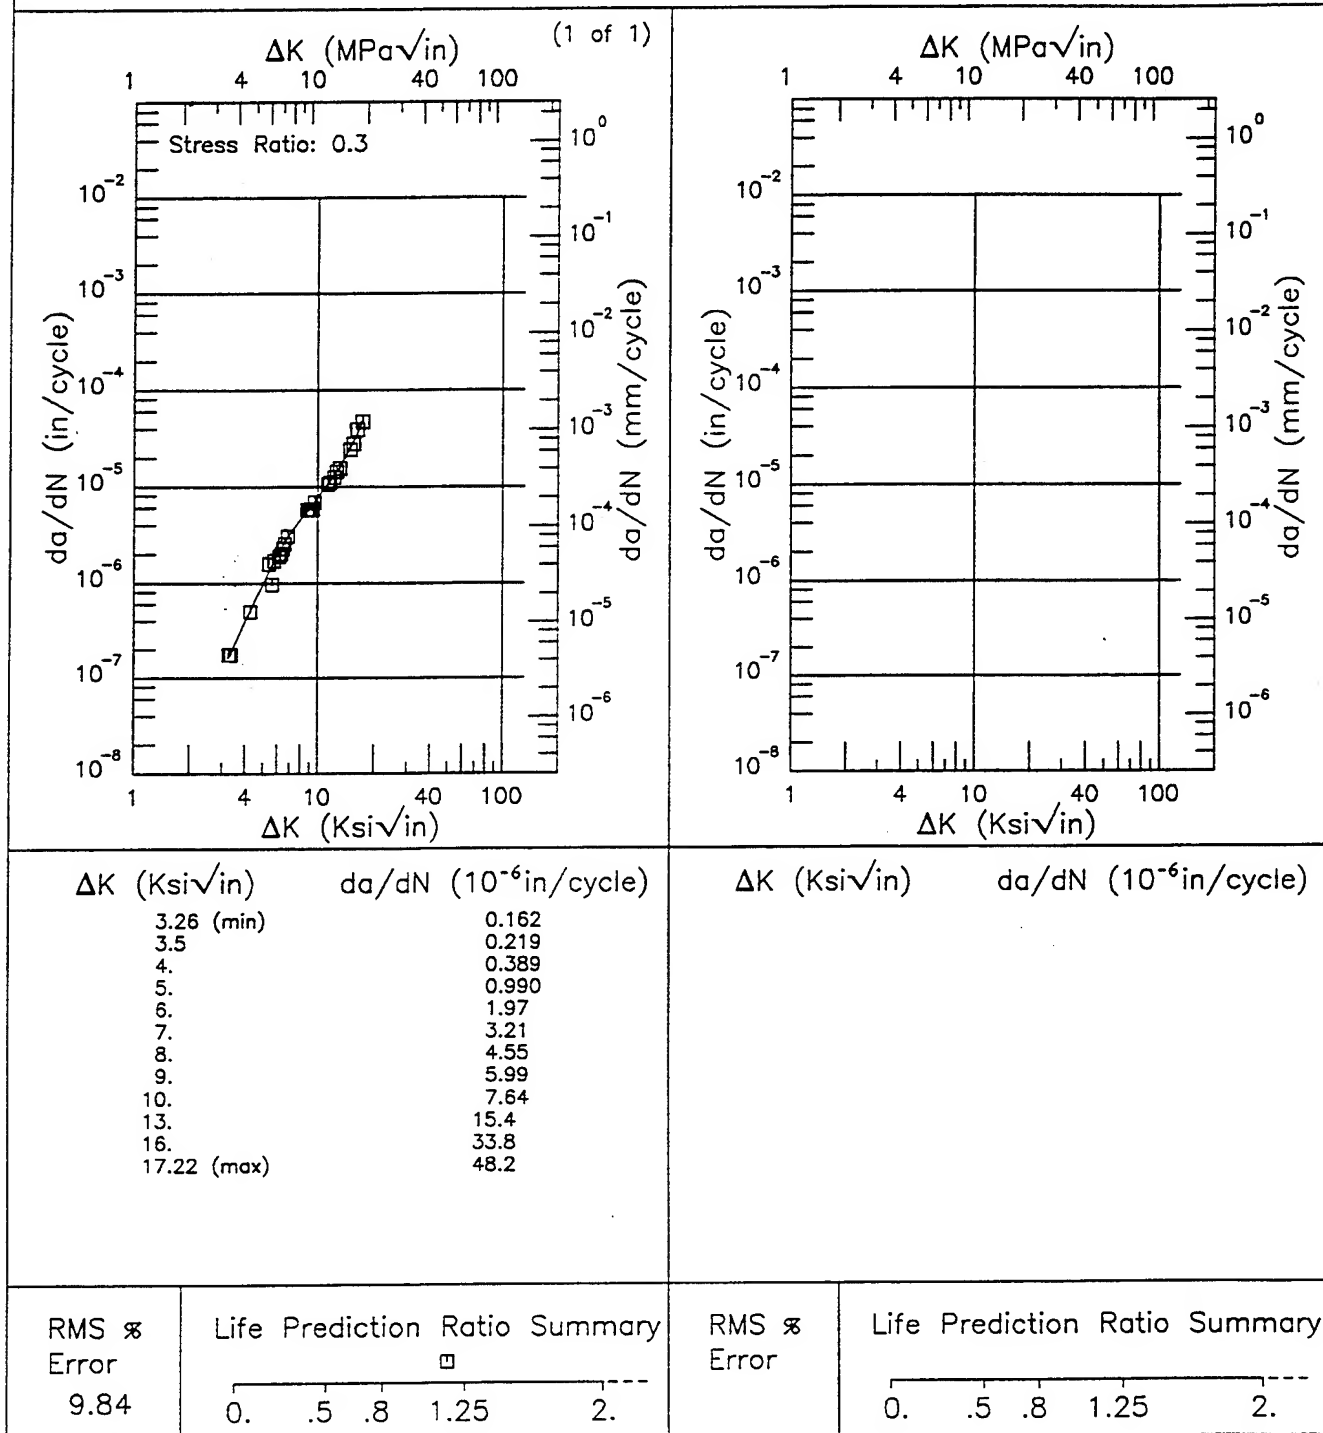 (1 of 1)
ΔK (MPa√in)
1 4 10 40 100
Stress Ratio: 0.3
da/dN (in/cycle)
10⁻²
10⁻³
10⁻⁴
10⁻⁵
10⁻⁶
10⁻⁷
10⁻⁸
da/dN (mm/cycle)
10⁰
10⁻¹
10⁻²
10⁻³
10⁻⁴
10⁻⁵
10⁻⁶
1 4 10 40 100
ΔK (Ksi√in)
ΔK (MPa√in)
1 4 10 40 100
da/dN (in/cycle)
10⁻²
10⁻³
10⁻⁴
10⁻⁵
10⁻⁶
10⁻⁷
10⁻⁸
da/dN (mm/cycle)
10⁰
10⁻¹
10⁻²
10⁻³
10⁻⁴
10⁻⁵
10⁻⁶
1 4 10 40 100
ΔK (Ksi√in)
ΔK (Ksi√in) da/dN (10⁻⁶in/cycle)
3.26 (min) 0.162
3.5 0.219
4. 0.389
5. 0.990
6. 1.97
7. 3.21
8. 4.55
9. 5.99
10. 7.64
13. 15.4
16. 33.8
17.22 (max) 48.2
ΔK (Ksi√in) da/dN (10⁻⁶in/cycle)
RMS %
Error
9.84
Life Prediction Ratio Summary
0. .5 .8 1.25 2.
RMS %
Error
Life Prediction Ratio Summary
0. .5 .8 1.25 2.